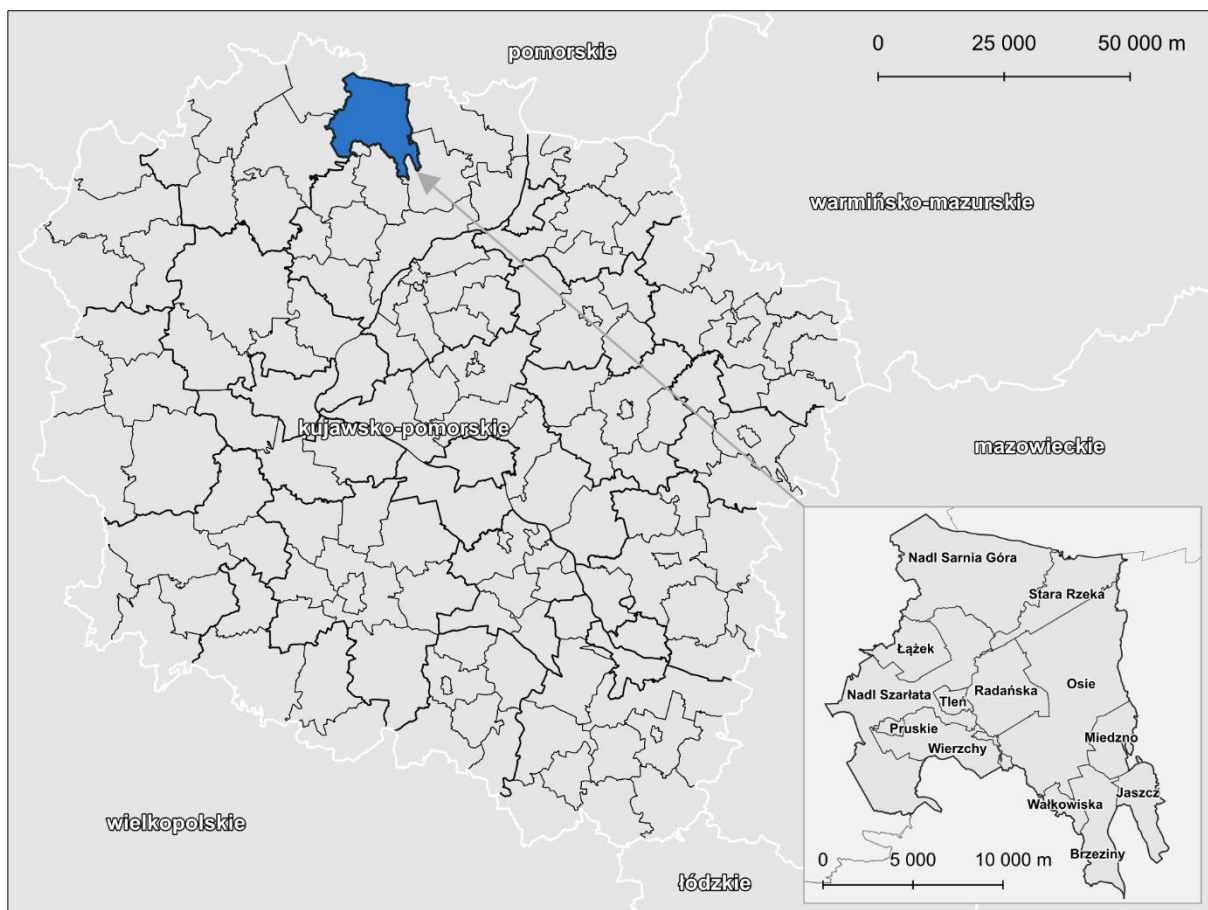 pomorskie
0 25 000 50 000 m
warmińsko-mazurskie
kujawsko-pomorskie
mazowieckie
wielkopolskie
łódzkie
Nadl Sarnia Góra
Stara Rzeka
Łążek
Nadl Szarłata
Tleń
Radańska
Osie
Pruskie
Wierzchy
Miedzno
Wałkowiska
Jaszcz
Brzeziny
0 5 000 10 000 m